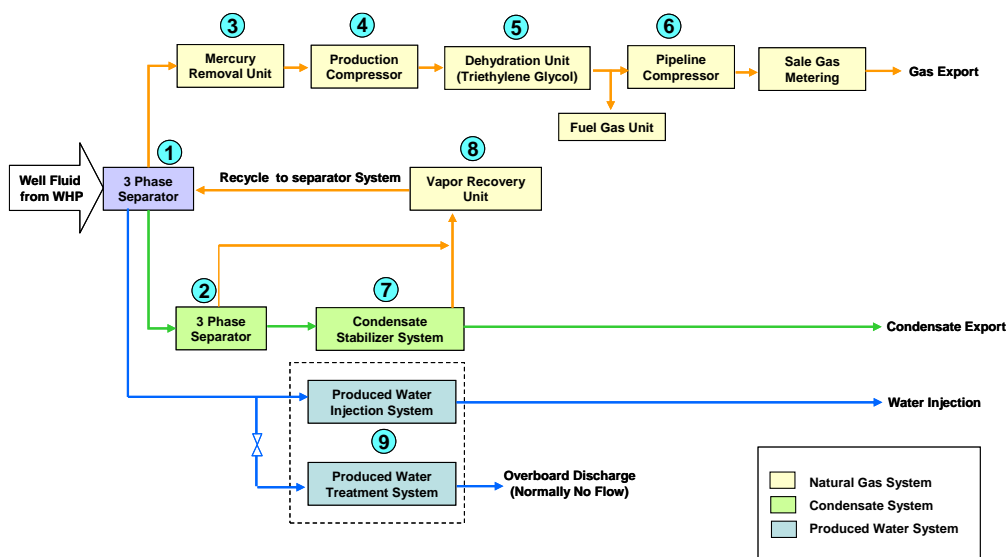 3
4
5
6
Mercury
Removal Unit
Production
Compressor
Dehydration Unit
(Triethylene Glycol)
Pipeline
Compressor
Sale Gas
Metering
Gas Export
Fuel Gas Unit
1
8
Well Fluid
from WHP
3 Phase
Separator
Recycle to separator System
Vapor Recovery
Unit
2
7
3 Phase
Separator
Condensate
Stabilizer System
Condensate Export
Produced Water
Injection System
Water Injection
9
Produced Water
Treatment System
Overboard Discharge
(Normally No Flow)
Natural Gas System
Condensate System
Produced Water System